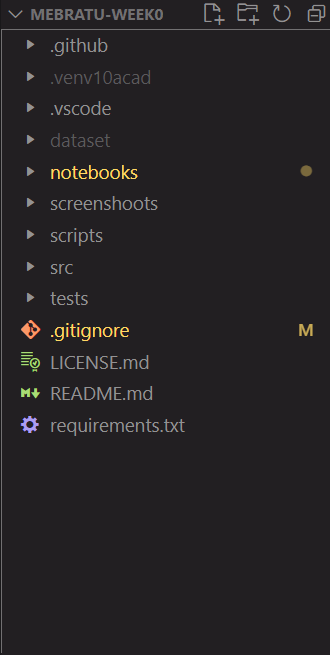 MEBRATU-WEEK0
.github
.venv10acad
.vscode
dataset
notebooks
screenshoots
scripts
src
tests
.gitignore M
LICENSE.md
README.md
requirements.txt